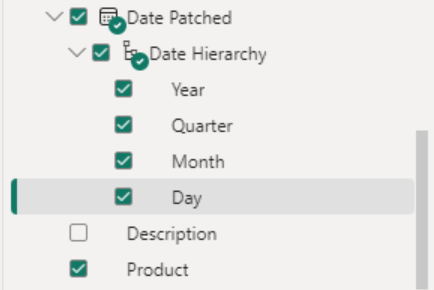 Date Patched
Date Hierarchy
Year
Quarter
Month
Day
Description
Product